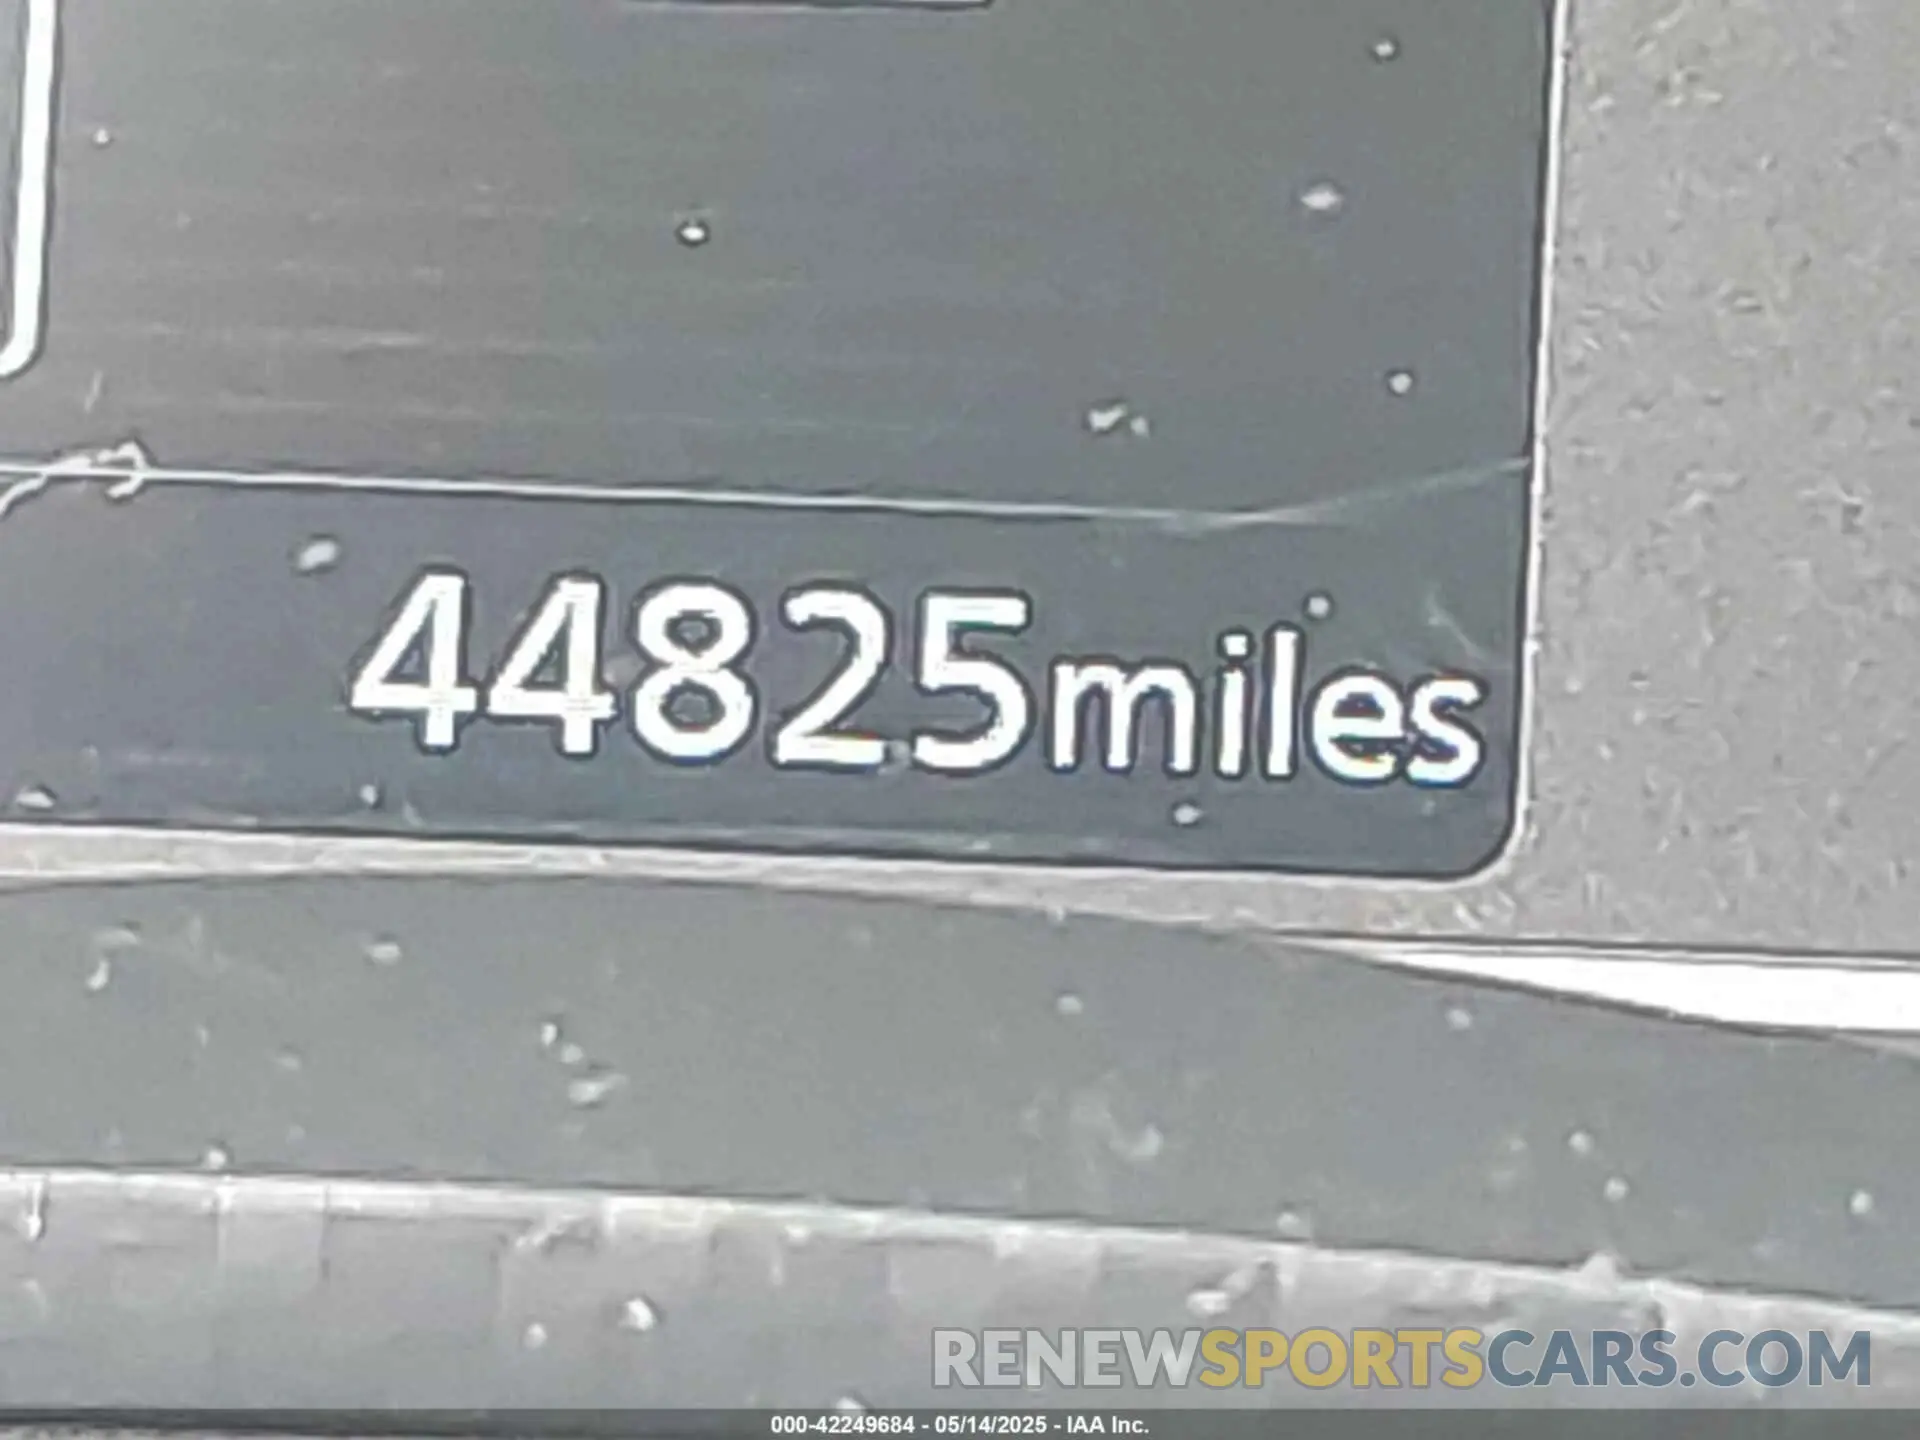 44825miles
RENEWSPORTSCARS.COM
000-42249684 - 05/14/2025 - IAA Inc.